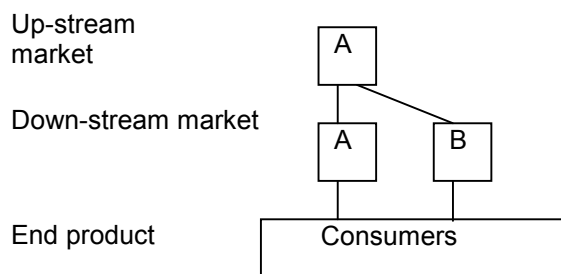 Up-stream
market
A
Down-stream market
A
B
End product
Consumers